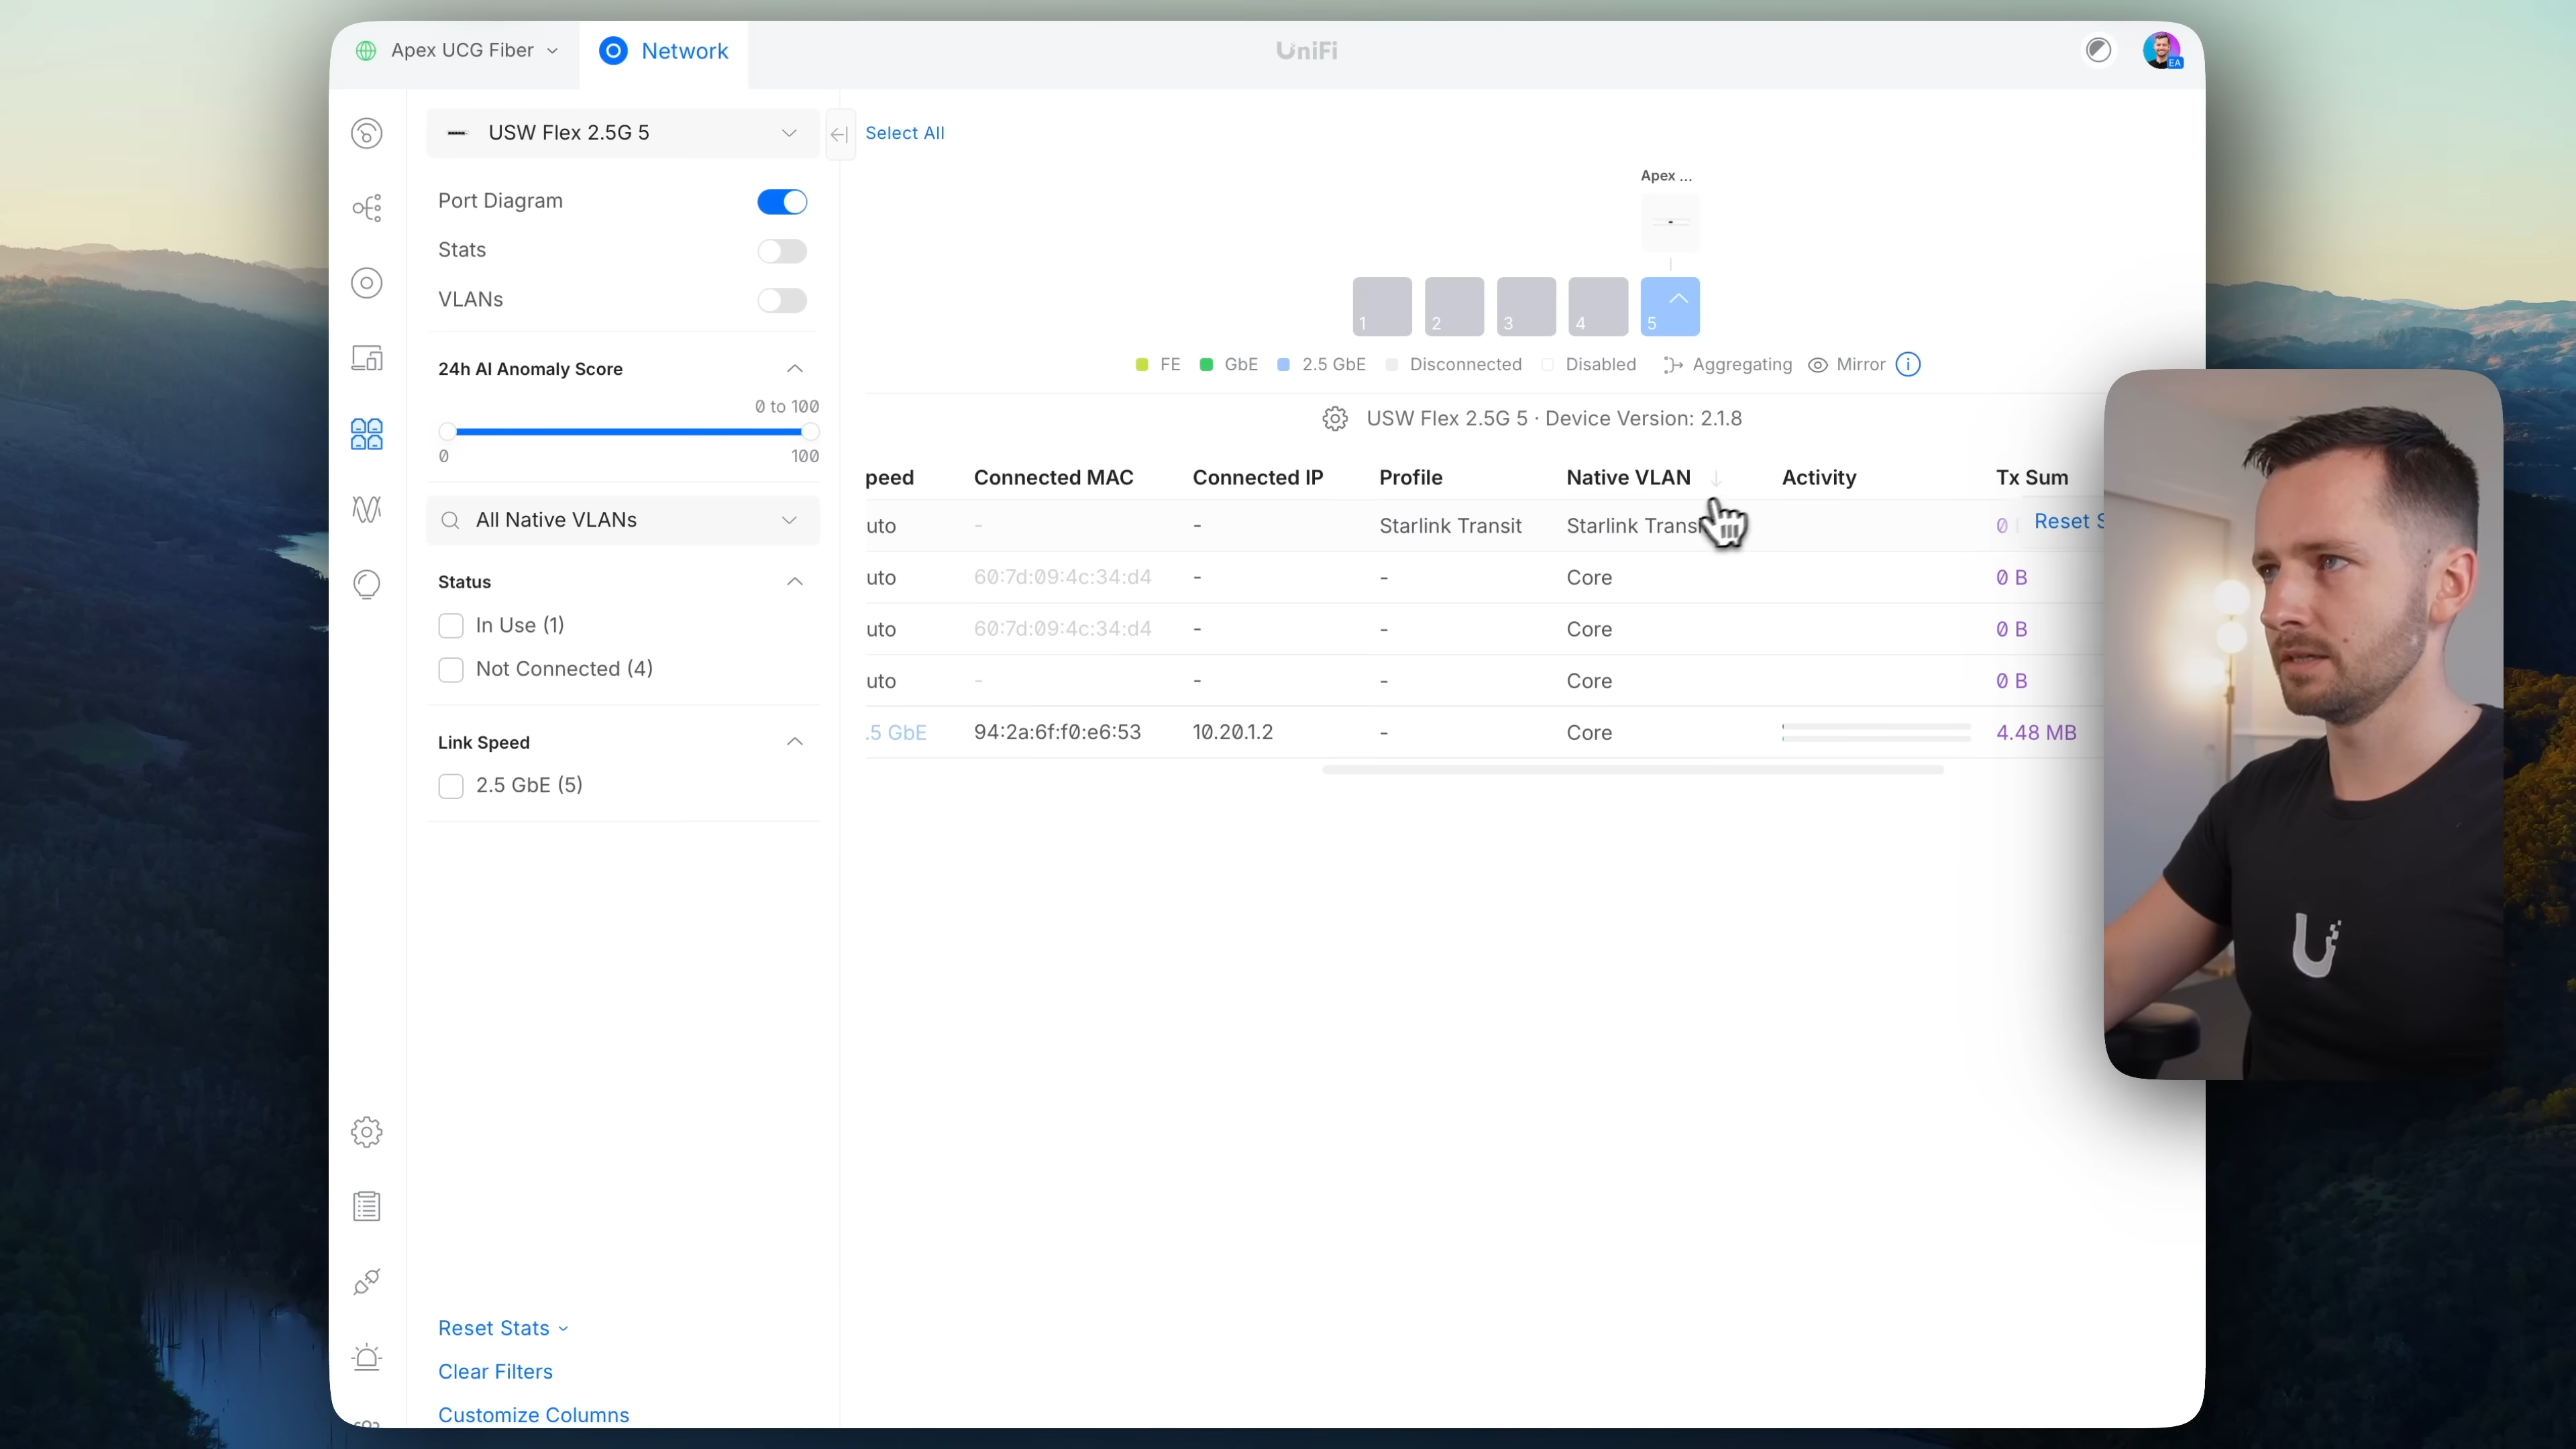 Apex UCG Fiber
Network
UniFi
EA
USW Flex 2.5G 5
Select All
Port Diagram
Stats
VLANs
24h AI Anomaly Score
0 to 100
0
100
All Native VLANs
Status
In Use (1)
Not Connected (4)
Link Speed
2.5 GbE (5)
Reset Stats
Clear Filters
Customize Columns
Apex ...
1 2 3 4 5
FE GbE 2.5 GbE Disconnected Disabled Aggregating Mirror
USW Flex 2.5G 5 · Device Version: 2.1.8
peed Connected MAC Connected IP Profile Native VLAN Activity Tx Sum
uto - - Starlink Transit Starlink Trans 0 Reset S
uto 60:7d:09:4c:34:d4 - - Core 0 B
uto 60:7d:09:4c:34:d4 - - Core 0 B
uto - - - Core 0 B
.5 GbE 94:2a:6f:f0:e6:53 10.20.1.2 - Core 4.48 MB